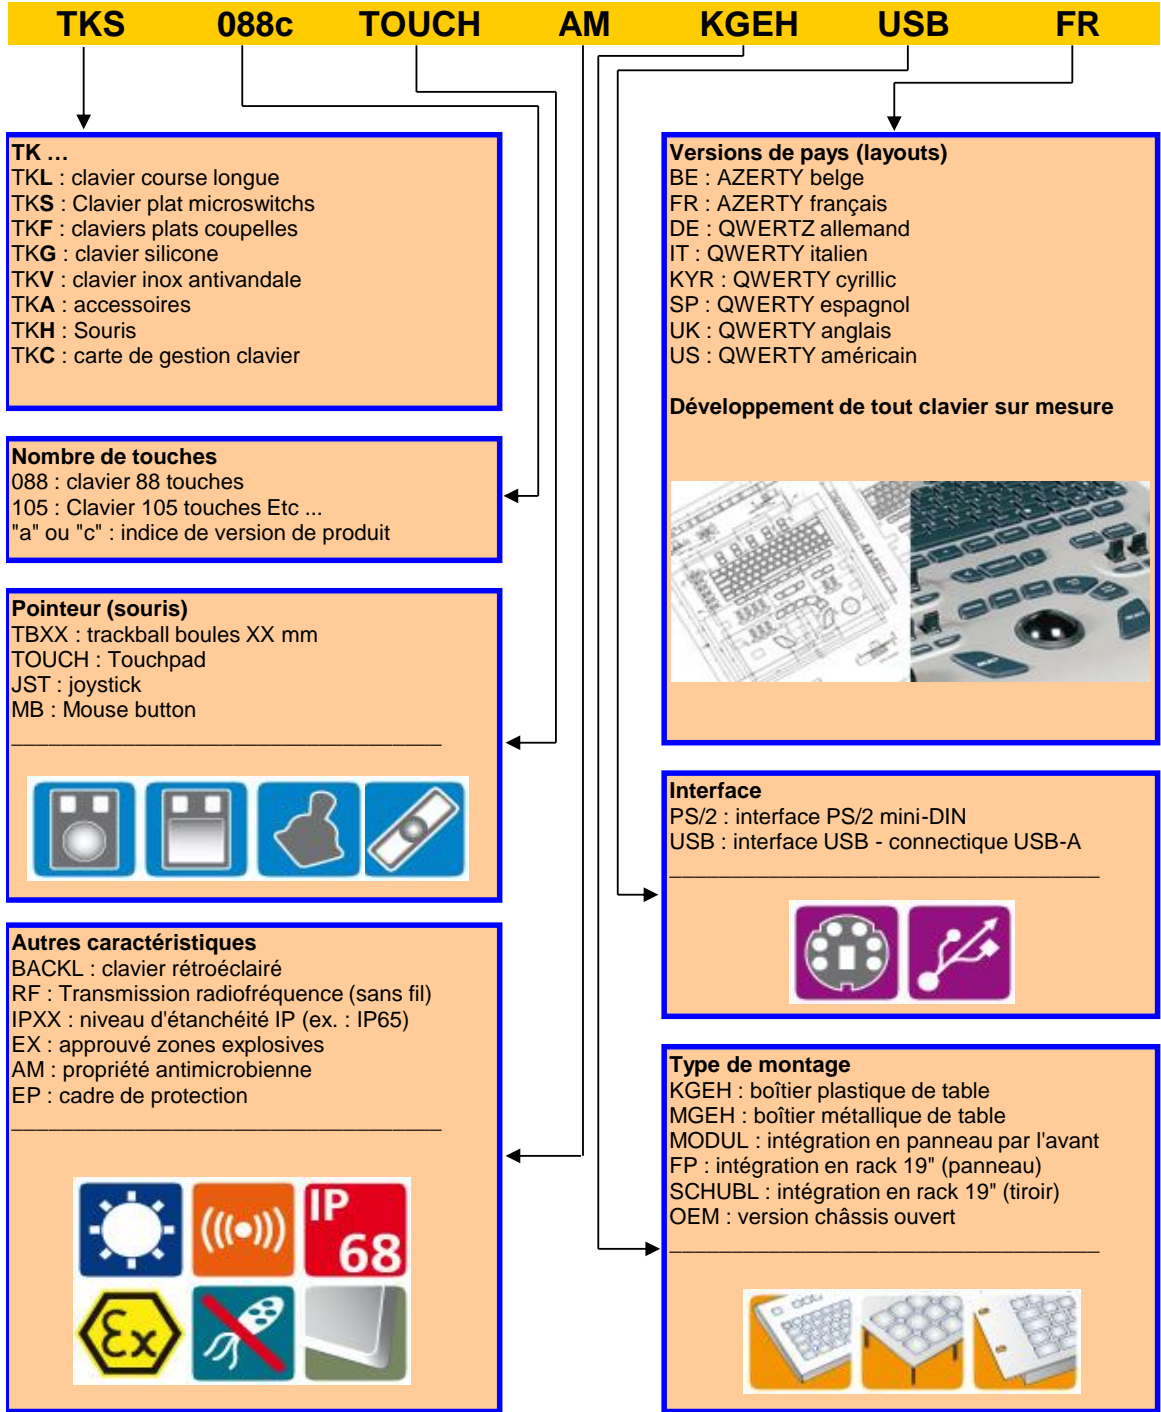 TKS 088c TOUCH AM KGEH USB FR
TK ...
TKL : clavier course longue
TKS : Clavier plat microswitchs
TKF : claviers plats coupelles
TKG : clavier silicone
TKV : clavier inox antivandale
TKA : accessoires
TKH : Souris
TKC : carte de gestion clavier
Nombre de touches
088 : clavier 88 touches
105 : Clavier 105 touches Etc ...
"a" ou "c" : indice de version de produit
Pointeur (souris)
TBXX : trackball boules XX mm
TOUCH : Touchpad
JST : joystick
MB : Mouse button
Autres caractéristiques
BACKL : clavier rétroéclairé
RF : Transmission radiofréquence (sans fil)
IPXX : niveau d'étanchéité IP (ex. : IP65)
EX : approuvé zones explosives
AM : propriété antimicrobienne
EP : cadre de protection
IP
68
Ex
Versions de pays (layouts)
BE : AZERTY belge
FR : AZERTY français
DE : QWERTZ allemand
IT : QWERTY italien
KYR : QWERTY cyrillic
SP : QWERTY espagnol
UK : QWERTY anglais
US : QWERTY américain
Développement de tout clavier sur mesure
Interface
PS/2 : interface PS/2 mini-DIN
USB : interface USB - connectique USB-A
Type de montage
KGEH : boîtier plastique de table
MGEH : boîtier métallique de table
MODUL : intégration en panneau par l'avant
FP : intégration en rack 19" (panneau)
SCHUBL : intégration en rack 19" (tiroir)
OEM : version châssis ouvert